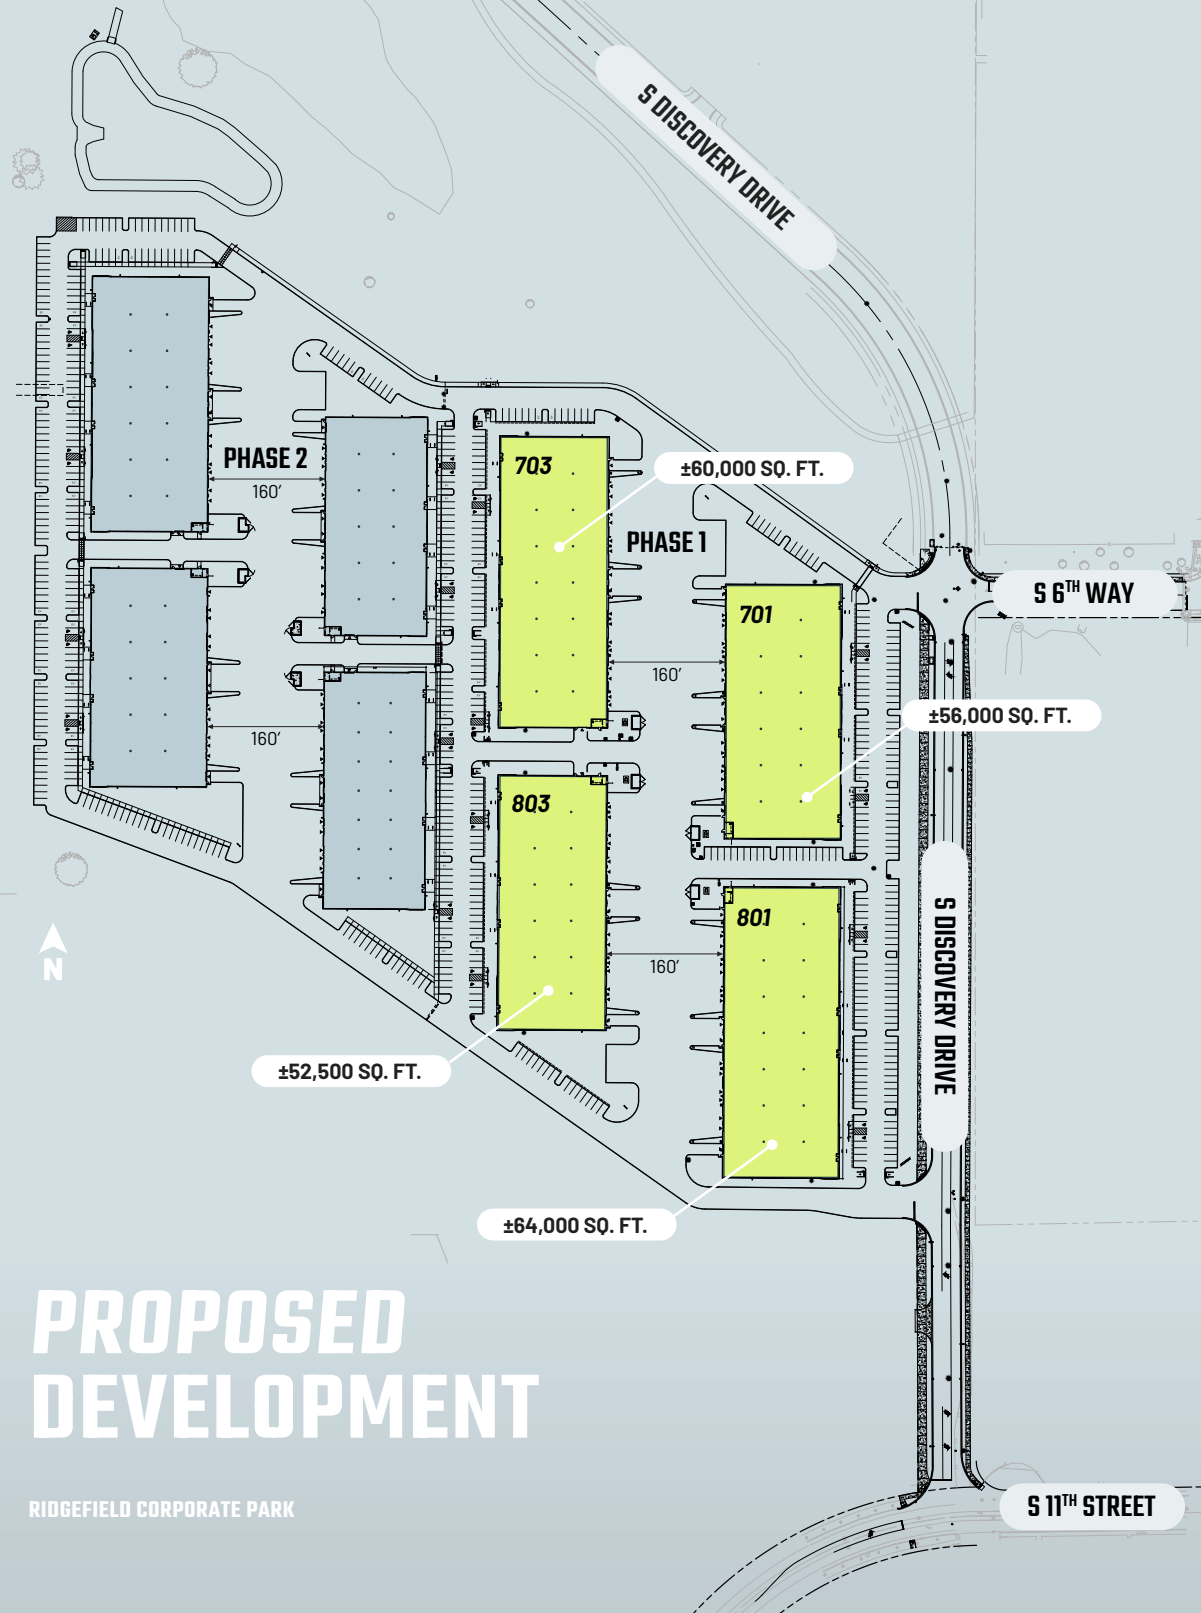 S DISCOVERY DRIVE
PHASE 2
160′
703
±60,000 SQ. FT.
PHASE 1
S 6TH WAY
701
160′
±56,000 SQ. FT.
160′
803
801
S DISCOVERY DRIVE
160′
N
±52,500 SQ. FT.
±64,000 SQ. FT.
PROPOSED
DEVELOPMENT
RIDGEFIELD CORPORATE PARK
S 11TH STREET